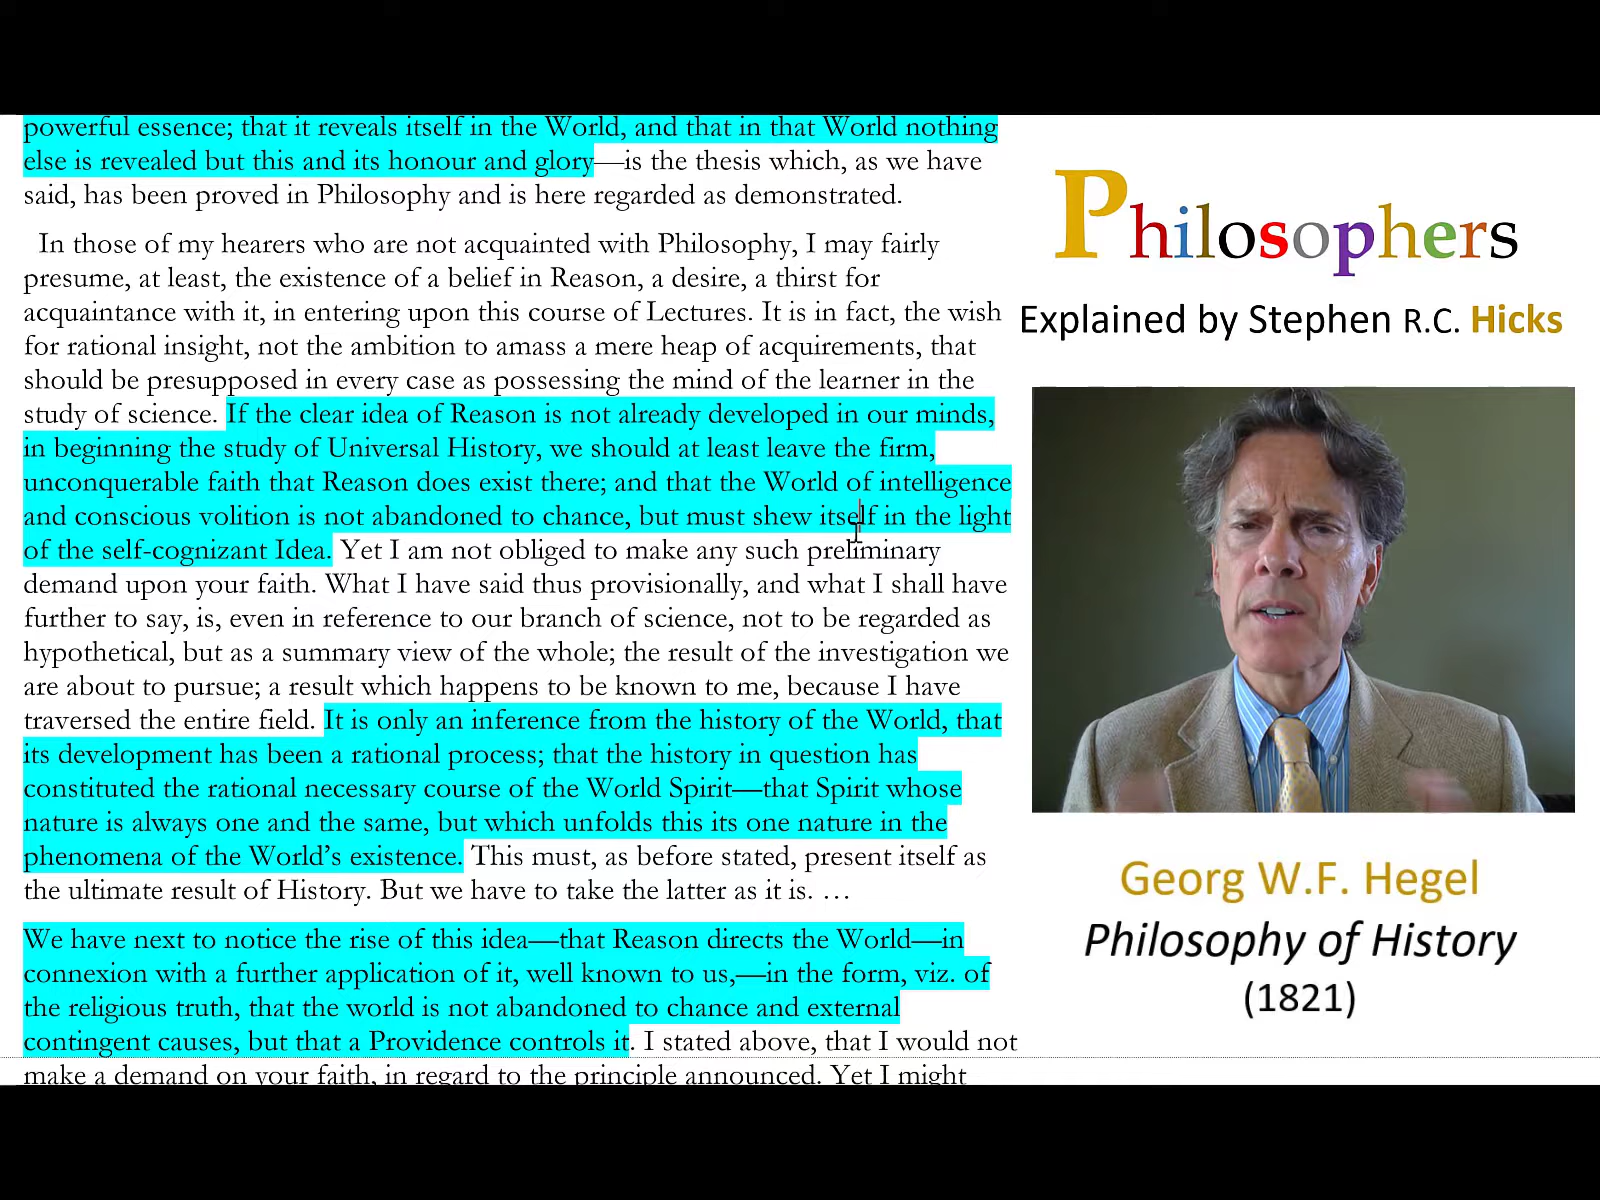 powerful essence; that it reveals itself in the World, and that in that World nothing
else is revealed but this and its honour and glory—is the thesis which, as we have
said, has been proved in Philosophy and is here regarded as demonstrated.
In those of my hearers who are not acquainted with Philosophy, I may fairly
presume, at least, the existence of a belief in Reason, a desire, a thirst for
acquaintance with it, in entering upon this course of Lectures. It is in fact, the wish
for rational insight, not the ambition to amass a mere heap of acquirements, that
should be presupposed in every case as possessing the mind of the learner in the
study of science. If the clear idea of Reason is not already developed in our minds,
in beginning the study of Universal History, we should at least leave the firm,
unconquerable faith that Reason does exist there; and that the World of intelligence
and conscious volition is not abandoned to chance, but must shew itself in the light
of the self-cognizant Idea. Yet I am not obliged to make any such preliminary
demand upon your faith. What I have said thus provisionally, and what I shall have
further to say, is, even in reference to our branch of science, not to be regarded as
hypothetical, but as a summary view of the whole; the result of the investigation we
are about to pursue; a result which happens to be known to me, because I have
traversed the entire field. It is only an inference from the history of the World, that
its development has been a rational process; that the history in question has
constituted the rational necessary course of the World Spirit—that Spirit whose
nature is always one and the same, but which unfolds this its one nature in the
phenomena of the World’s existence. This must, as before stated, present itself as
the ultimate result of History. But we have to take the latter as it is. …
We have next to notice the rise of this idea—that Reason directs the World—in
connexion with a further application of it, well known to us,—in the form, viz. of
the religious truth, that the world is not abandoned to chance and external
contingent causes, but that a Providence controls it. I stated above, that I would not
make a demand on your faith, in regard to the principle announced. Yet I might
Philosophers
Explained by Stephen R.C. Hicks
Georg W.F. Hegel
Philosophy of History
(1821)